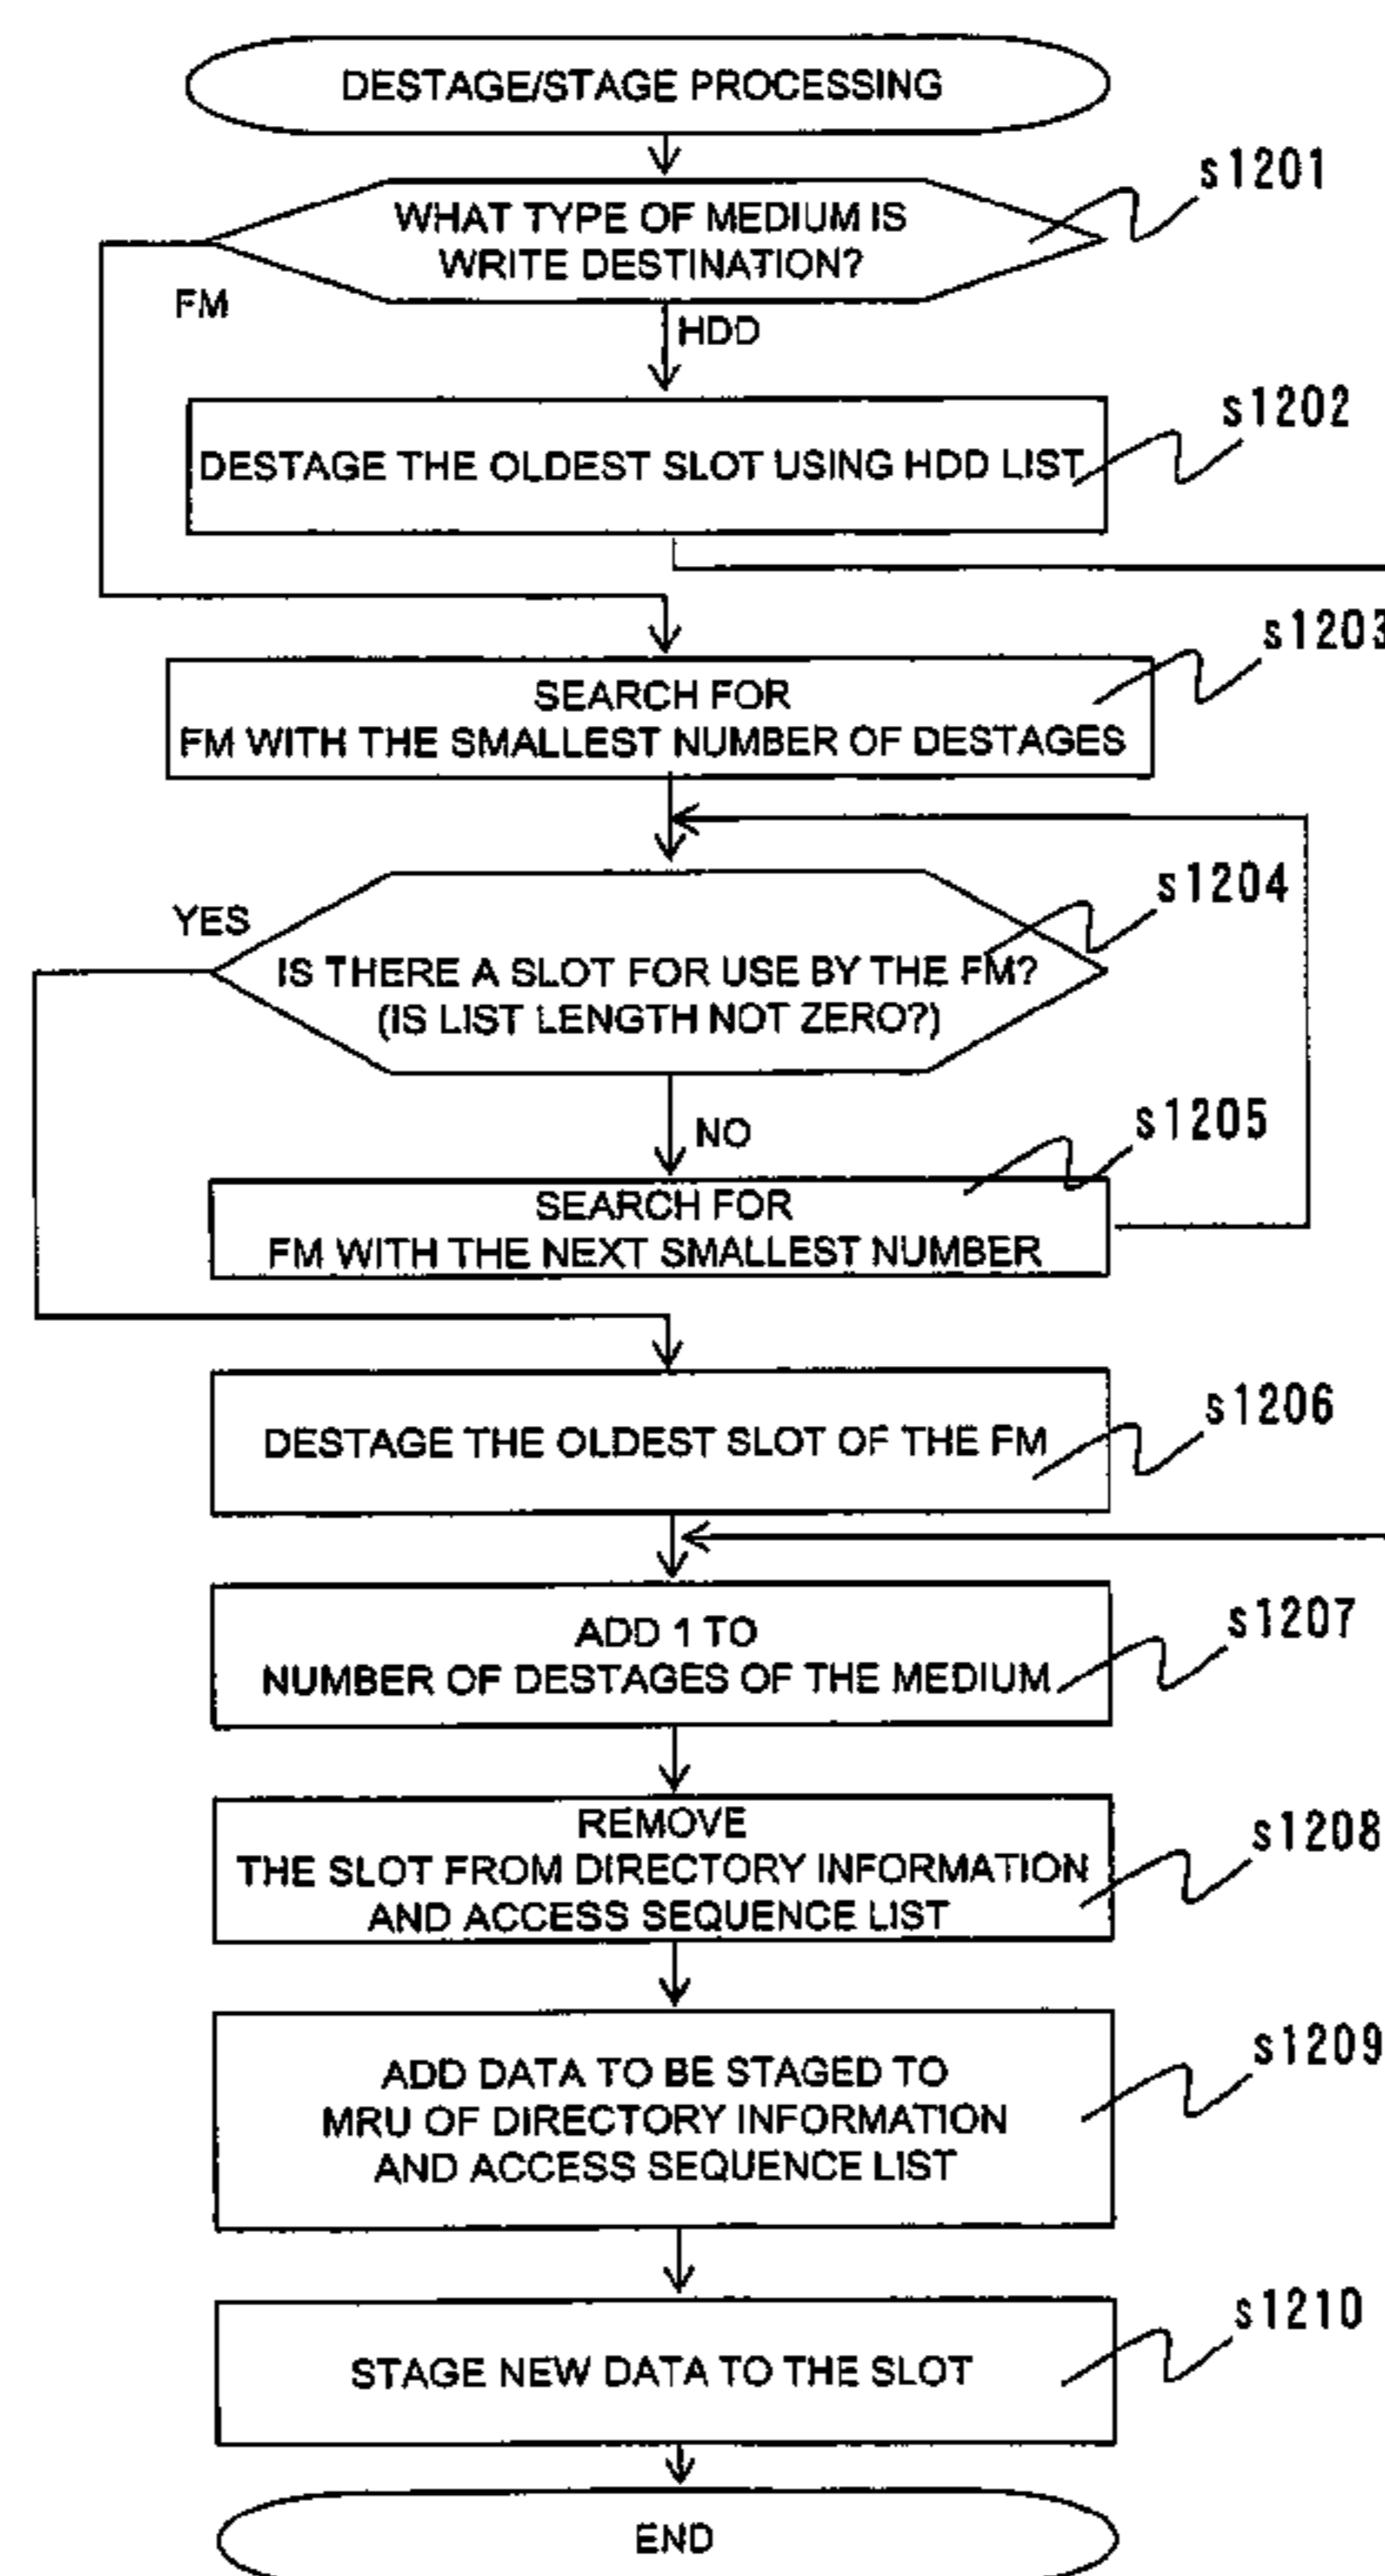 DESTAGE/STAGE PROCESSING
s1201
WHAT TYPE OF MEDIUM IS
WRITE DESTINATION?
FM
HDD
s1202
DESTAGE THE OLDEST SLOT USING HDD LIST
s1203
SEARCH FOR
FM WITH THE SMALLEST NUMBER OF DESTAGES
s1204
YES
IS THERE A SLOT FOR USE BY THE FM?
(IS LIST LENGTH NOT ZERO?)
NO
s1205
SEARCH FOR
FM WITH THE NEXT SMALLEST NUMBER
s1206
DESTAGE THE OLDEST SLOT OF THE FM
s1207
ADD 1 TO
NUMBER OF DESTAGES OF THE MEDIUM
s1208
REMOVE
THE SLOT FROM DIRECTORY INFORMATION
AND ACCESS SEQUENCE LIST
s1209
ADD DATA TO BE STAGED TO
MRU OF DIRECTORY INFORMATION
AND ACCESS SEQUENCE LIST
s1210
STAGE NEW DATA TO THE SLOT
END